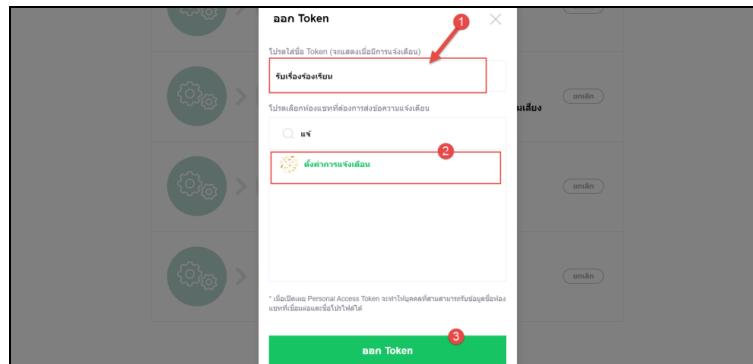 ออก Token
1
โปรดใส่ชื่อ Token (จะแสดงเมื่อมีการแจ้งเตือน)
รับเรื่องร้องเรียน
ยกเลิก
โปรดเลือกห้องแชทที่ต้องการส่งข้อความแจ้งเตือน
มเสี่ยง
แจ้
2
ตั้งค่าการแจ้งเตือน
ยกเลิก
ยกเลิก
* เมื่อเปิดเผย Personal Access Token จะทำให้บุคคลที่สามสามารถรับข้อมูลชื่อห้อง
แชทที่เชื่อมต่อและชื่อโปรไฟล์ได้
3
ออก Token